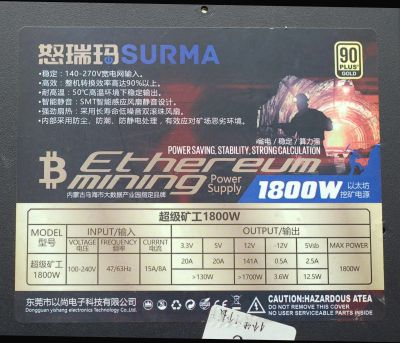 怒瑞玛SURMA
90
PLUS
GOLD
•稳定：140-270V宽电网输入。
•高效：整机转换效率高达90%以上。
•耐高温：50℃高温环境下稳定输出。
•智能静音：SMT智能感应风扇静音设计。
•强劲扇热：采用长寿命低噪音双滚珠风扇。
•内部采用防尘，防潮，防静电处理，有效应对矿场恶劣环境。
省电/稳定/算力强
POWER SAVING, STABILITY, STRONG CALCULATION
Ethereum
mining
Power
Supply
1800W
以太坊
挖矿电源
内蒙古乌海市大数据产业园指定品牌
超级矿工1800W
MODEL
型号
INPUT/输入
OUTPUT/输出
VOLTAGE
电压
FREQUENCY
频率
CURRNT
电流
3.3V 5V 12V -12V 5Vsb MAX POWER
超级矿工
1800W
100-240V 47/63Hz 15A/8A
20A 20A 141A 0.5A 2.5A
>130W >1700W 3.6W 12.5W
1800W
东莞市以尚电子科技有限公司
Dongguan yishang electronics Technology Co.,Ltd.
CAUTION:HAZARDOUS ATEA
DO NOT REMOVE THIS COVER
NO USER SERVICEABLE PARTS INSIDE